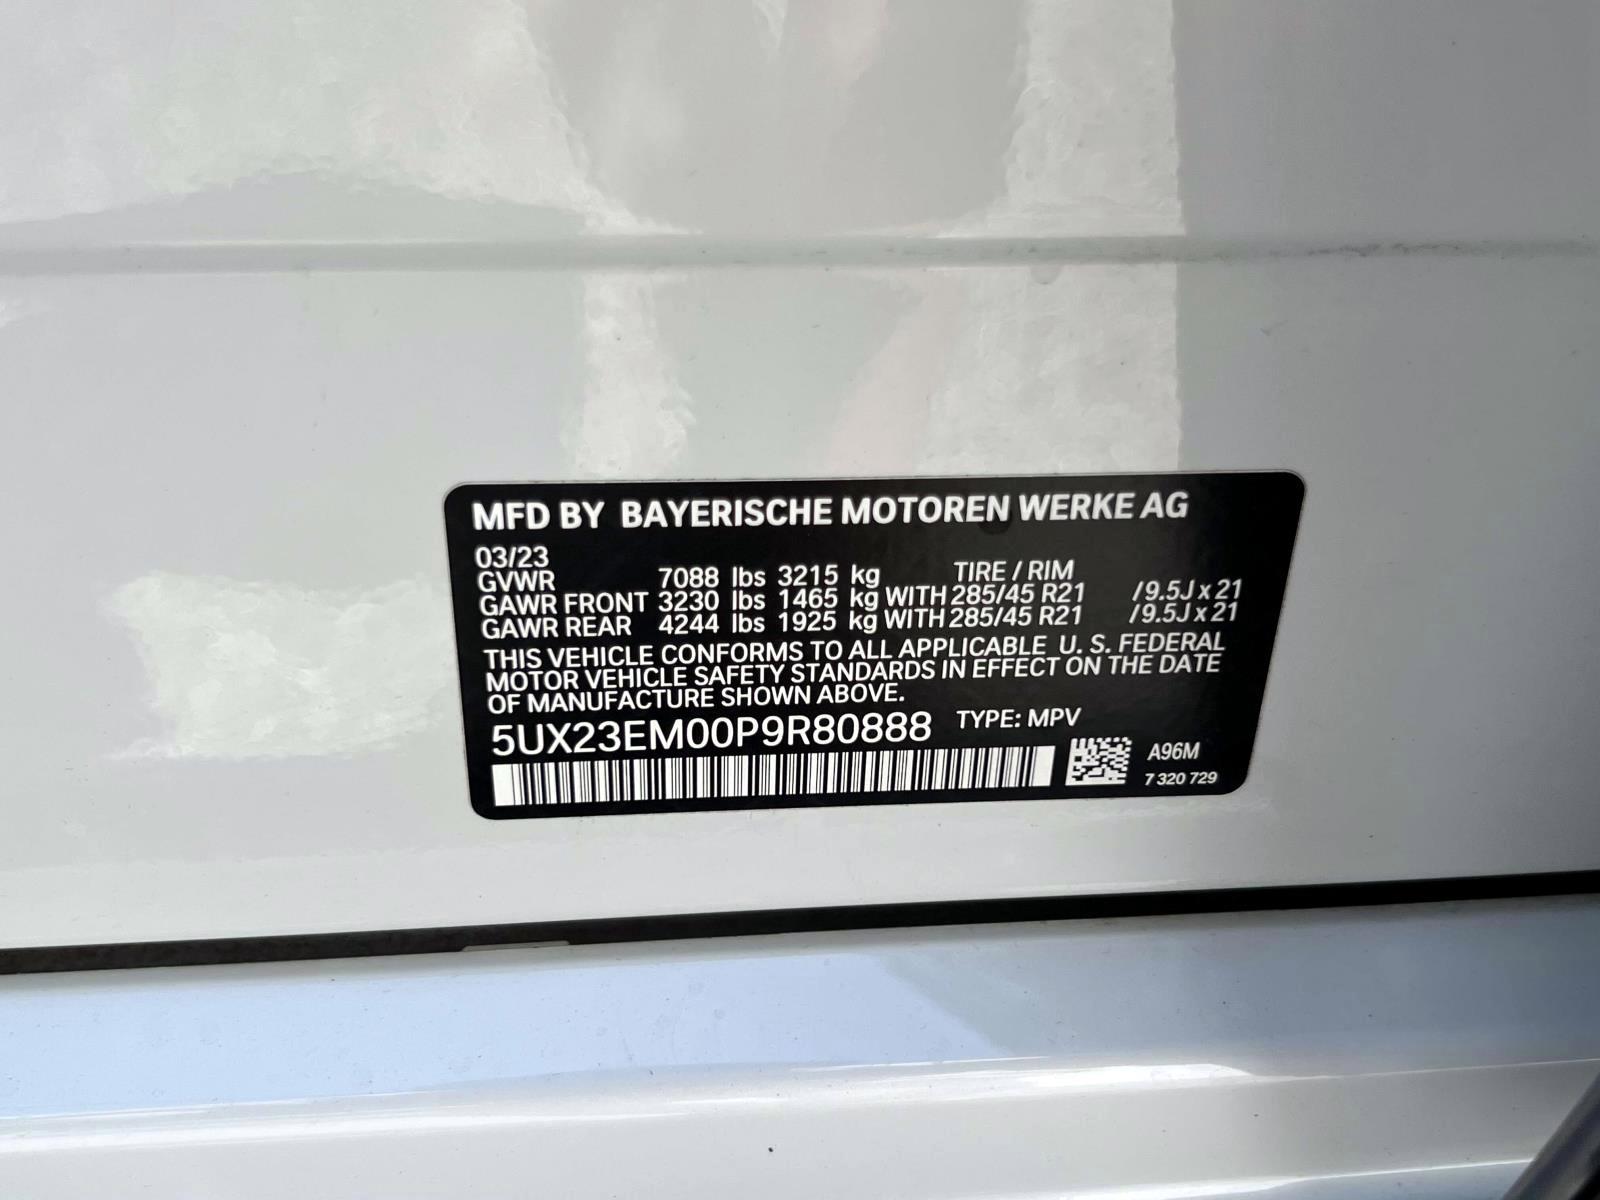 MFD BY BAYERISCHE MOTOREN WERKE AG
03/23
TIRE / RIM
GVWR 7088 lbs 3215 kg
GAWR FRONT 3230 lbs 1465 kg WITH 285/45 R21 / 9.5J x 21
GAWR REAR 4244 lbs 1925 kg WITH 285/45 R21 / 9.5J x 21
THIS VEHICLE CONFORMS TO ALL APPLICABLE U. S. FEDERAL
MOTOR VEHICLE SAFETY STANDARDS IN EFFECT ON THE DATE
OF MANUFACTURE SHOWN ABOVE.
5UX23EM00P9R80888 TYPE: MPV
A96M
7 320 729